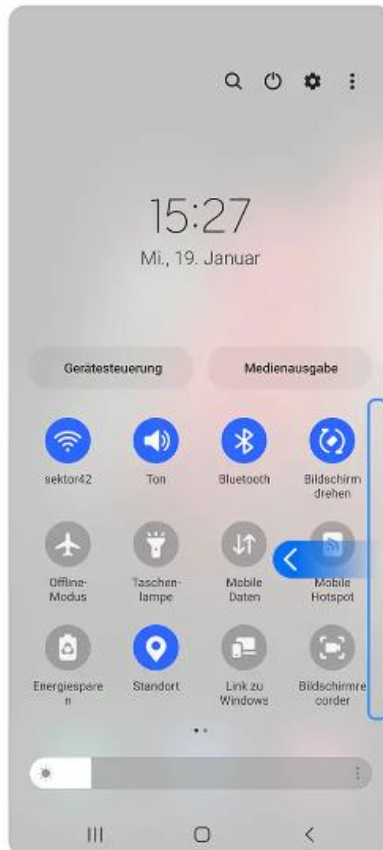 15:27
Mi., 19. Januar
Gerätesteuerung
Medienausgabe
sektor42
Ton
Bluetooth
Bildschirm
drehen
Offline-
Modus
Taschen-
lampe
Mobile
Daten
Mobile
Hotspot
Energiespare
n
Standort
Link zu
Windows
Bildschirmre
corder